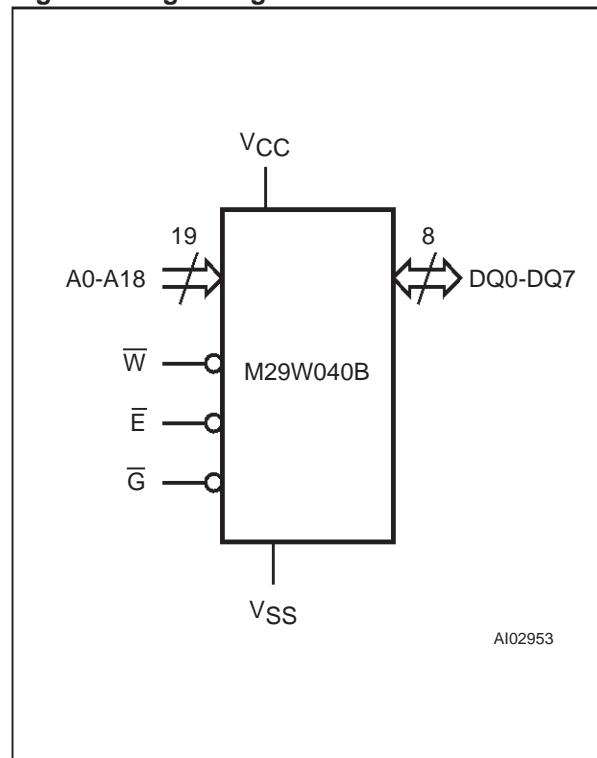 VCC
19
8
A0-A18
DQ0-DQ7
W̅
M29W040B
E̅
G̅
VSS
AI02953